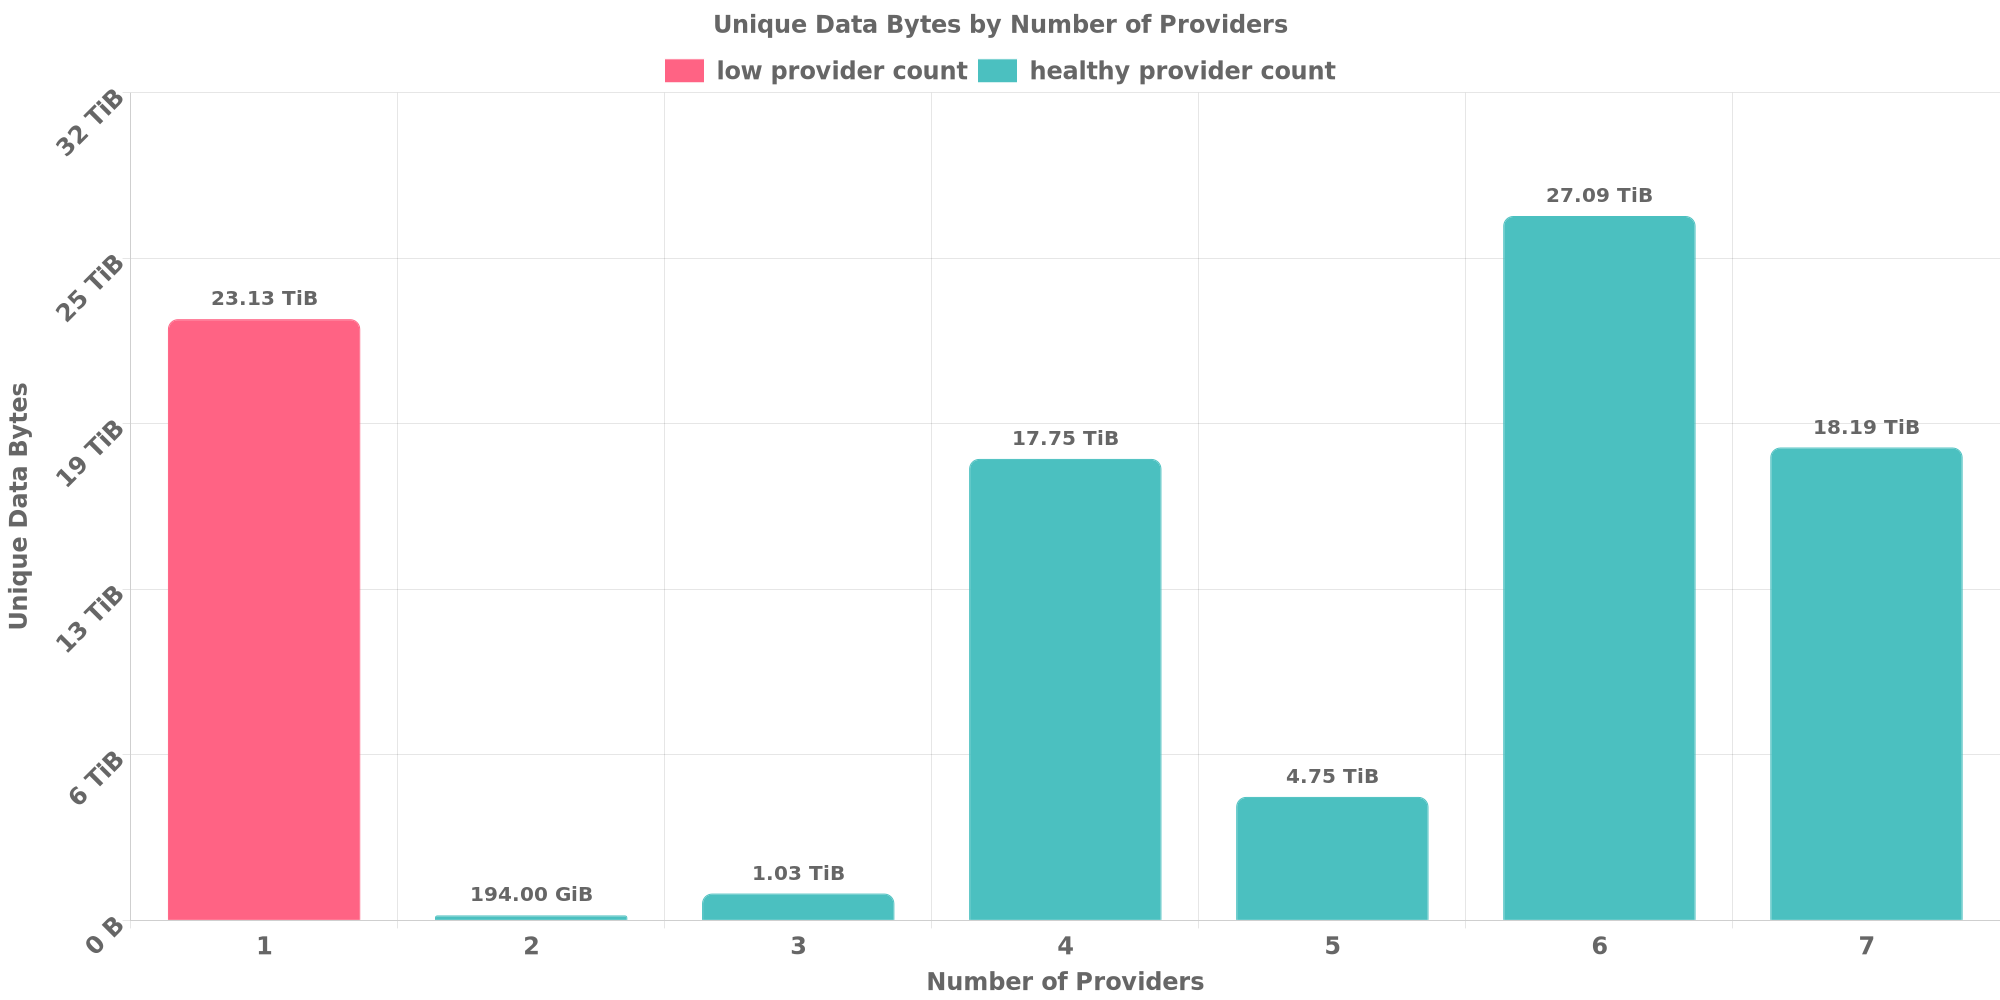 Unique Data Bytes by Number of Providers
low provider count healthy provider count
32 TiB
25 TiB
19 TiB
13 TiB
6 TiB
0 B
Unique Data Bytes
23.13 TiB
194.00 GiB
1.03 TiB
17.75 TiB
4.75 TiB
27.09 TiB
18.19 TiB
1 2 3 4 5 6 7
Number of Providers